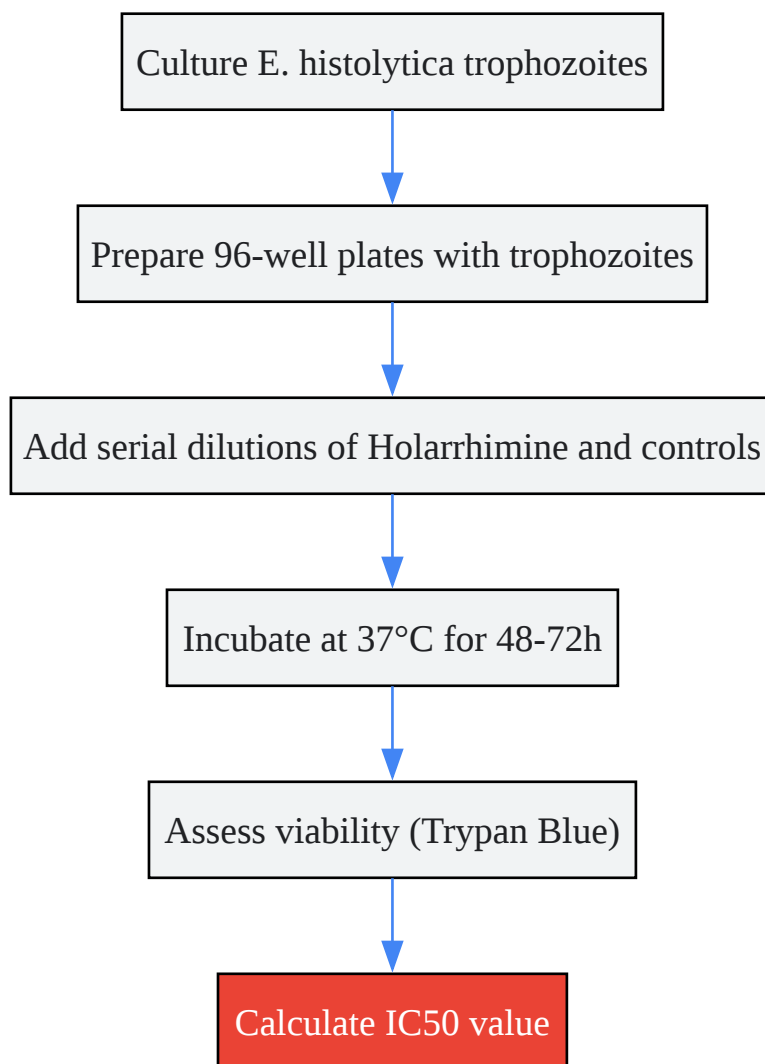 Culture E. histolytica trophozoites
Prepare 96-well plates with trophozoites
Add serial dilutions of Holarrhimine and controls
Incubate at 37°C for 48-72h
Assess viability (Trypan Blue)
Calculate IC50 value